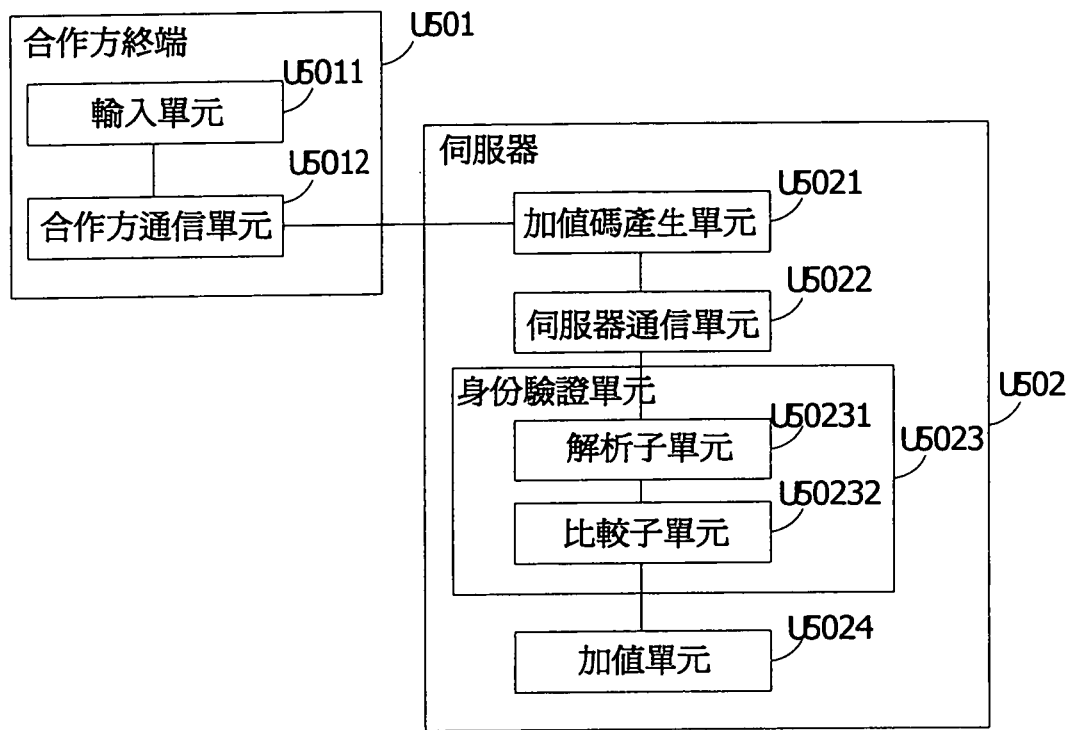 合作方終端
U501
U5011
輸入單元
U5012
合作方通信單元
伺服器
U5021
加值碼產生單元
U5022
伺服器通信單元
U502
身份驗證單元
U50231
U5023
解析子單元
U50232
比較子單元
U5024
加值單元